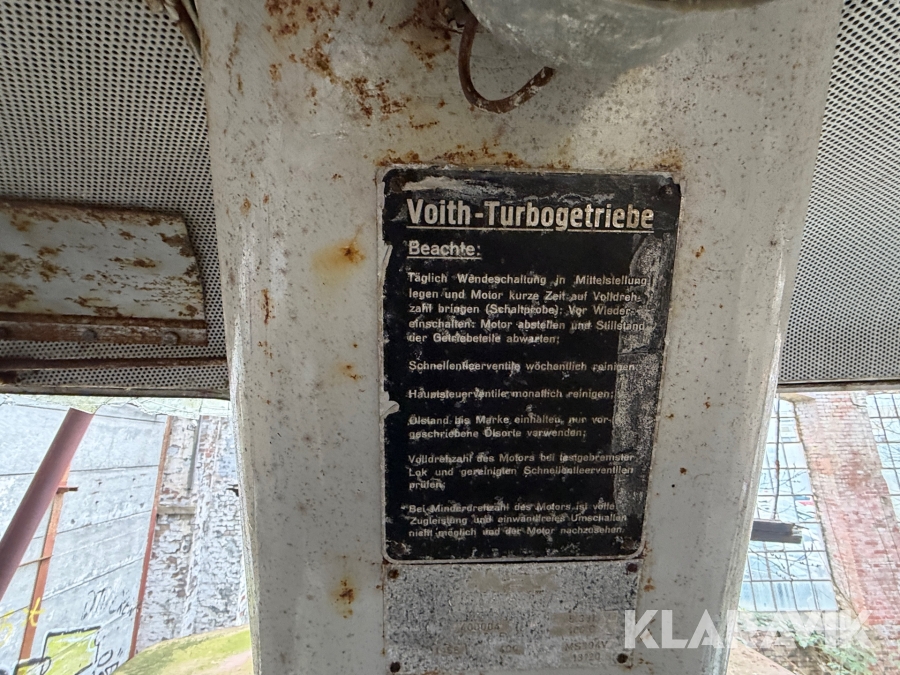 Voith-Turbogetriebe
Beachte:
Täglich Wendeschaltung in Mittelstellung
legen und Motor kurze Zeit auf Volldreh-
zahl bringen (Schaltprobe); Vor Wieder-
einschalten: Motor abstellen und Stillstand
der Getriebeteile abwarten;
Schnellentleerventile wöchentlich reinigen
Hauptsteuerventile monatlich reinigen;
Ölstand bis Marke einhalten, nur vor-
geschriebene Ölsorte verwenden;
Volldrehzahl des Motors bei festgebremster
Lok und gereinigten Schnellentleerventilen
prüfen;
Bei Minderdrehzahl des Motors ist volle
Zugleistung und einwandfreies Umschalten
nicht möglich und der Motor nachzusehen.
KLARAVIK